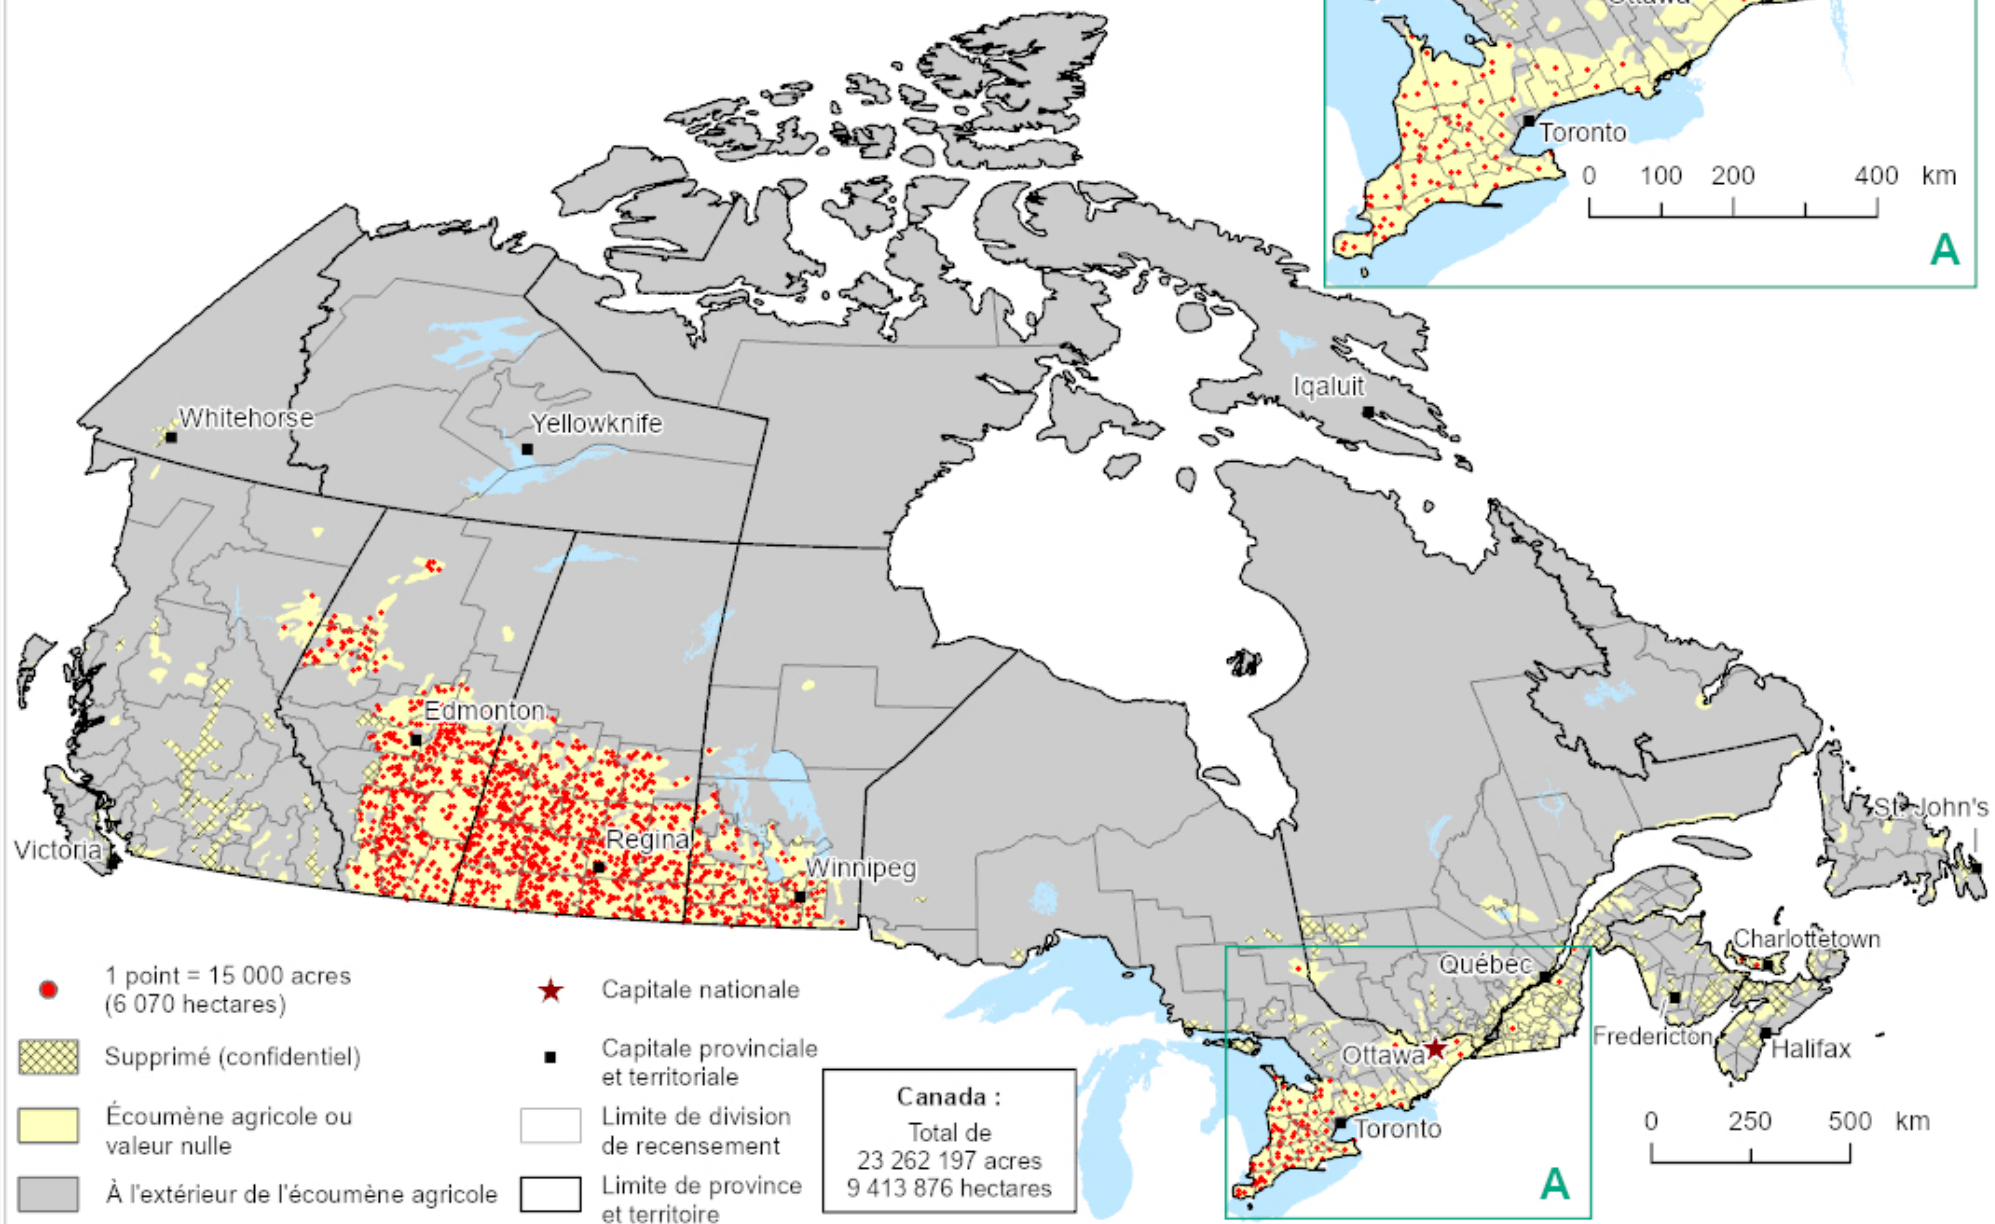 Ottawa
Toronto
0 100 200 400 km
A
Iqaluit
Whitehorse
Yellowknife
Edmonton
Regina
Winnipeg
Victoria
St. John's
Charlottetown
Québec
Fredericton
Halifax
Ottawa
Toronto
A
0 250 500 km
1 point = 15 000 acres
(6 070 hectares)
Supprimé (confidentiel)
Écoumène agricole ou
valeur nulle
À l'extérieur de l'écoumène agricole
Capitale nationale
Capitale provinciale
et territoriale
Limite de division
de recensement
Limite de province
et territoire
Canada :
Total de
23 262 197 acres
9 413 876 hectares